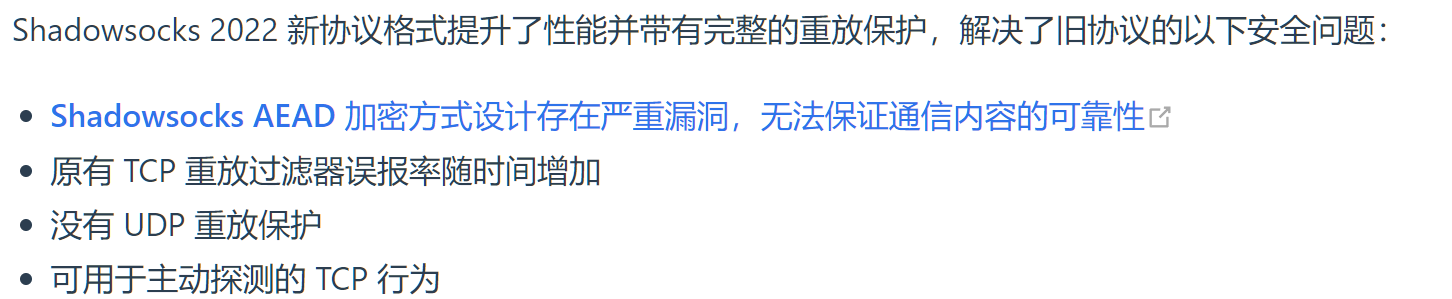 Shadowsocks 2022 新协议格式提升了性能并带有完整的重放保护，解决了旧协议的以下安全问题：
• Shadowsocks AEAD 加密方式设计存在严重漏洞，无法保证通信内容的可靠性
• 原有 TCP 重放过滤器误报率随时间增加
• 没有 UDP 重放保护
• 可用于主动探测的 TCP 行为